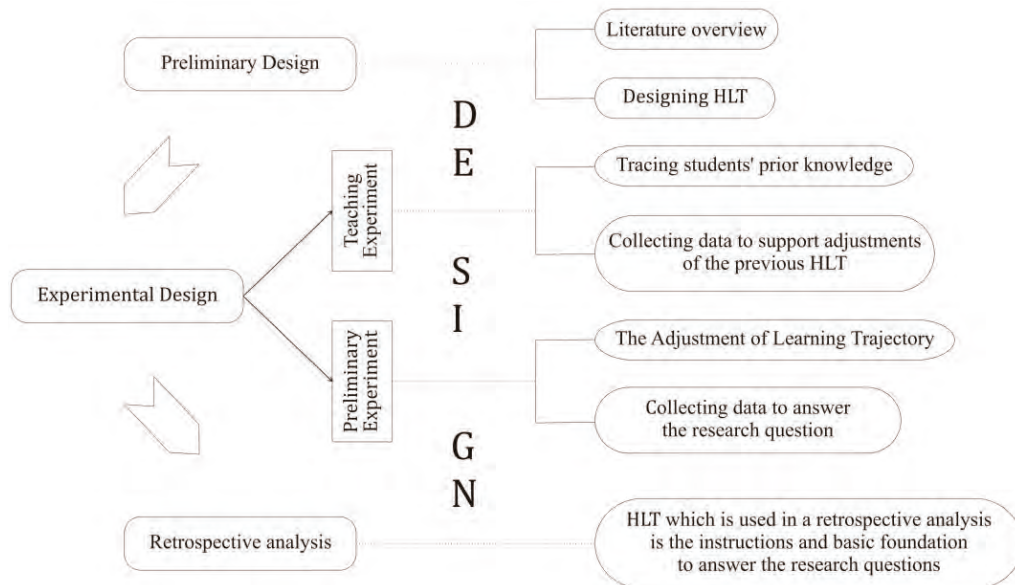 Preliminary Design
Literature overview
Designing HLT
D
E
S
I
G
N
Experimental Design
Teaching
Experiment
Tracing students' prior knowledge
Collecting data to support adjustments
of the previous HLT
Preliminary
Experiment
The Adjustment of Learning Trajectory
Collecting data to answer
the research question
Retrospective analysis
HLT which is used in a retrospective analysis
is the instructions and basic foundation
to answer the research questions